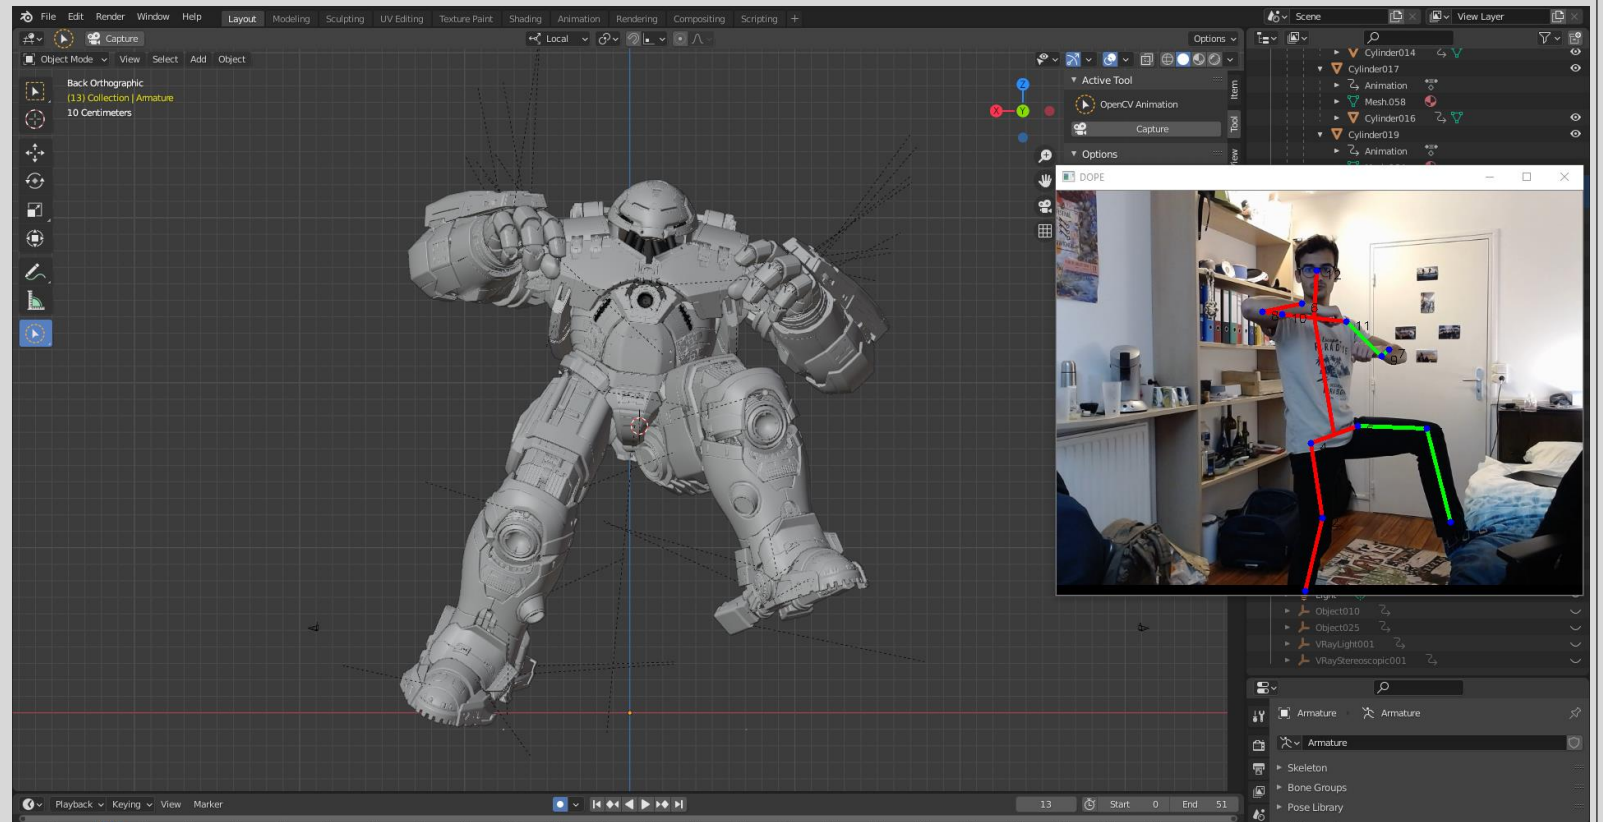 File Edit Render Window Help
Layout Modeling Sculpting UV Editing Texture Paint Shading Animation Rendering Compositing Scripting +
Scene
View Layer
Capture
Local
Options
Object Mode View Select Add Object
Back Orthographic
(13) Collection | Armature
10 Centimeters
Z
X
Y
Active Tool
OpenCV Animation
Capture
Options
Item
Tool
View
Cylinder014
Cylinder017
Animation
Mesh.058
Cylinder016
Cylinder019
Animation
DOPE
10
11
Light
Object010
Object025
VRayLight001
VRayStereoscopic001
Armature Armature
Armature
Skeleton
Bone Groups
Pose Library
Playback Keying View Marker
13
Start 0
End 51